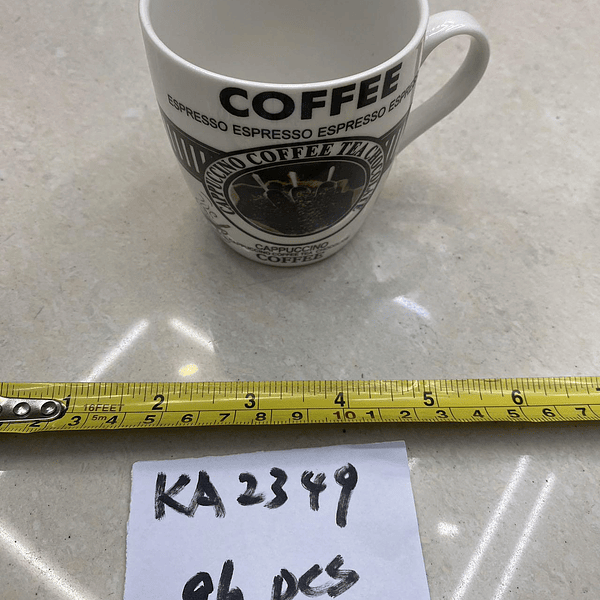 COFFEE
ESPRESSO ESPRESSO ESPRESSO
CAPPUCCINO COFFEE TEA
CAPPUCCINO
COFFEE
1 2 3 4 5 6
16FEET
5m
2 3 4 5 6 7 8 9 10 1 2 3 4 5 6 7
KA2349
96 PCS